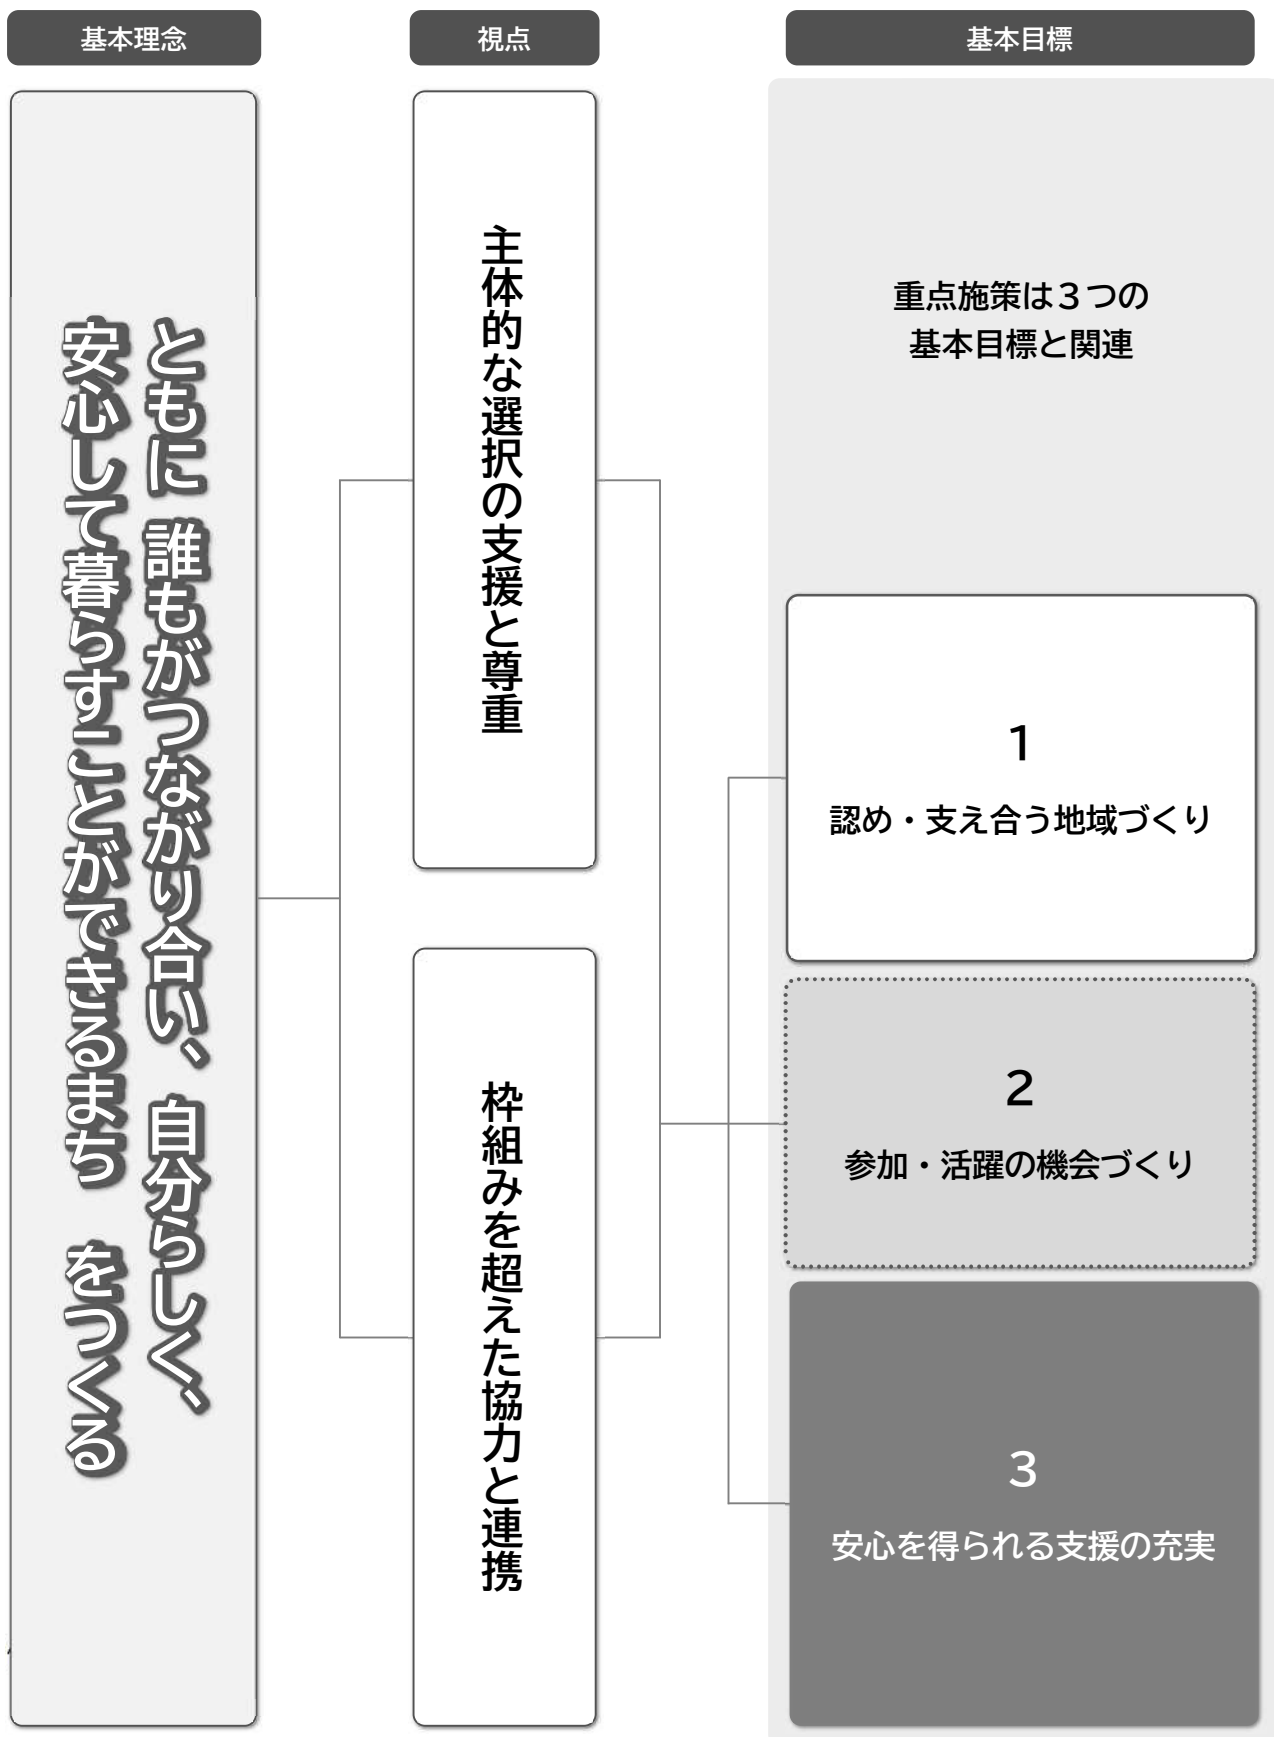 基本理念
視点
基本目標
ともに 誰もがつながり合い、自分らしく、
安心して暮らすことができるまち をつくる
主体的な選択の支援と尊重
枠組みを超えた協力と連携
重点施策は３つの
基本目標と関連
1
認め・支え合う地域づくり
2
参加・活躍の機会づくり
3
安心を得られる支援の充実